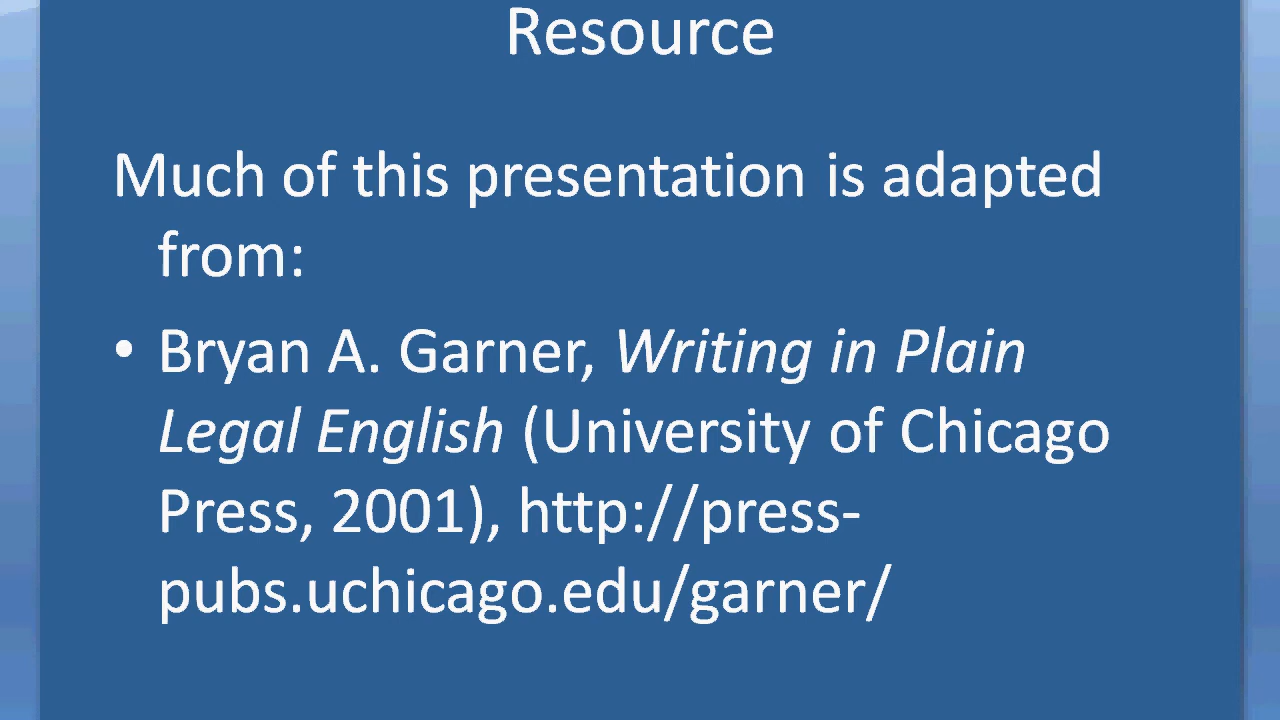 Resource
Much of this presentation is adapted
from:
• Bryan A. Garner, Writing in Plain
Legal English (University of Chicago
Press, 2001), http://press-
pubs.uchicago.edu/garner/